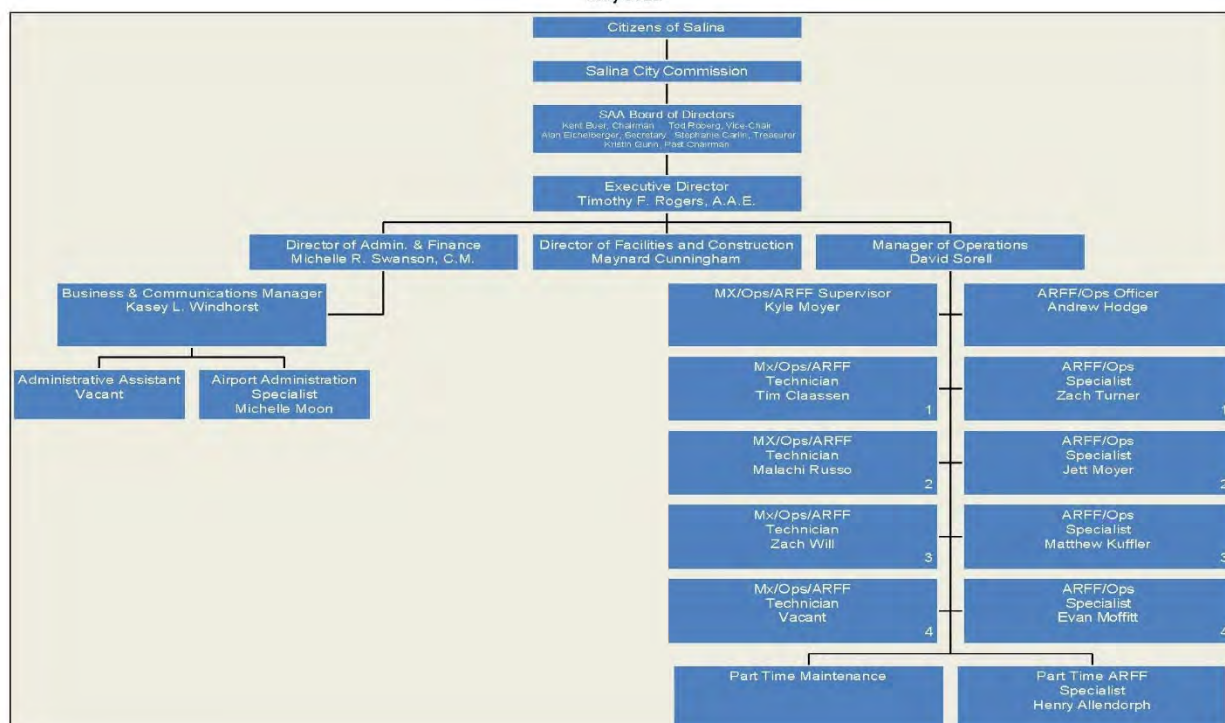 Citizens of Salina
Salina City Commission
SAA Board of Directors
Kent Buer, Chairman Tod Roberg, Vice-Chair
Alan Eichelberger, Secretary Stephanie Carlin, Treasurer
Kristin Gunn, Past Chairman
Executive Director
Timothy F. Rogers, A.A.E.
Director of Admin. & Finance
Michelle R. Swanson, C.M.
Director of Facilities and Construction
Maynard Cunningham
Manager of Operations
David Sorell
Business & Communications Manager
Kasey L. Windhorst
Administrative Assistant
Vacant
Airport Administration
Specialist
Michelle Moon
MX/Ops/ARFF Supervisor
Kyle Moyer
ARFF/Ops Officer
Andrew Hodge
Mx/Ops/ARFF
Technician
Tim Claassen
1
ARFF/Ops
Specialist
Zach Turner
1
MX/Ops/ARFF
Technician
Malachi Russo
2
ARFF/Ops
Specialist
Jett Moyer
2
Mx/Ops/ARFF
Technician
Zach Will
3
ARFF/Ops
Specialist
Matthew Kuffler
3
Mx/Ops/ARFF
Technician
Vacant
4
ARFF/Ops
Specialist
Evan Moffitt
4
Part Time Maintenance
Part Time ARFF
Specialist
Henry Allendorph